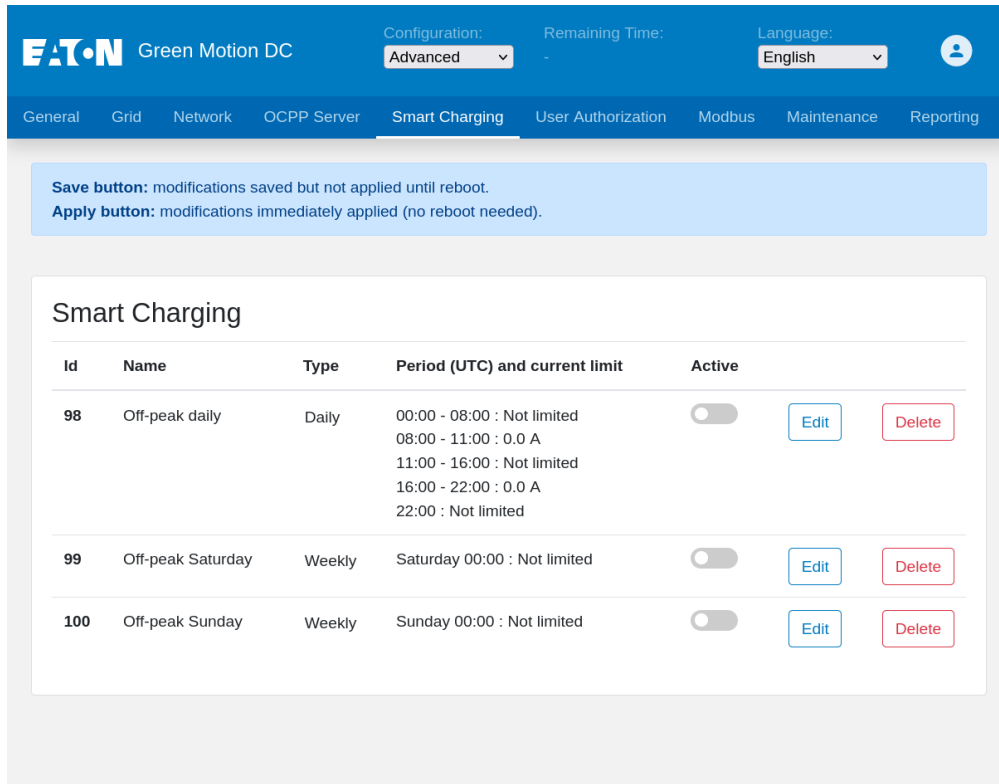 EATON Green Motion DC
Configuration: Remaining Time: Language:
Advanced - English
General Grid Network OCPP Server Smart Charging User Authorization Modbus Maintenance Reporting
Save button: modifications saved but not applied until reboot.
Apply button: modifications immediately applied (no reboot needed).
Smart Charging
Id Name Type Period (UTC) and current limit Active
98 Off-peak daily Daily 00:00 - 08:00 : Not limited Edit Delete
08:00 - 11:00 : 0.0 A
11:00 - 16:00 : Not limited
16:00 - 22:00 : 0.0 A
22:00 : Not limited
99 Off-peak Saturday Weekly Saturday 00:00 : Not limited Edit Delete
100 Off-peak Sunday Weekly Sunday 00:00 : Not limited Edit Delete